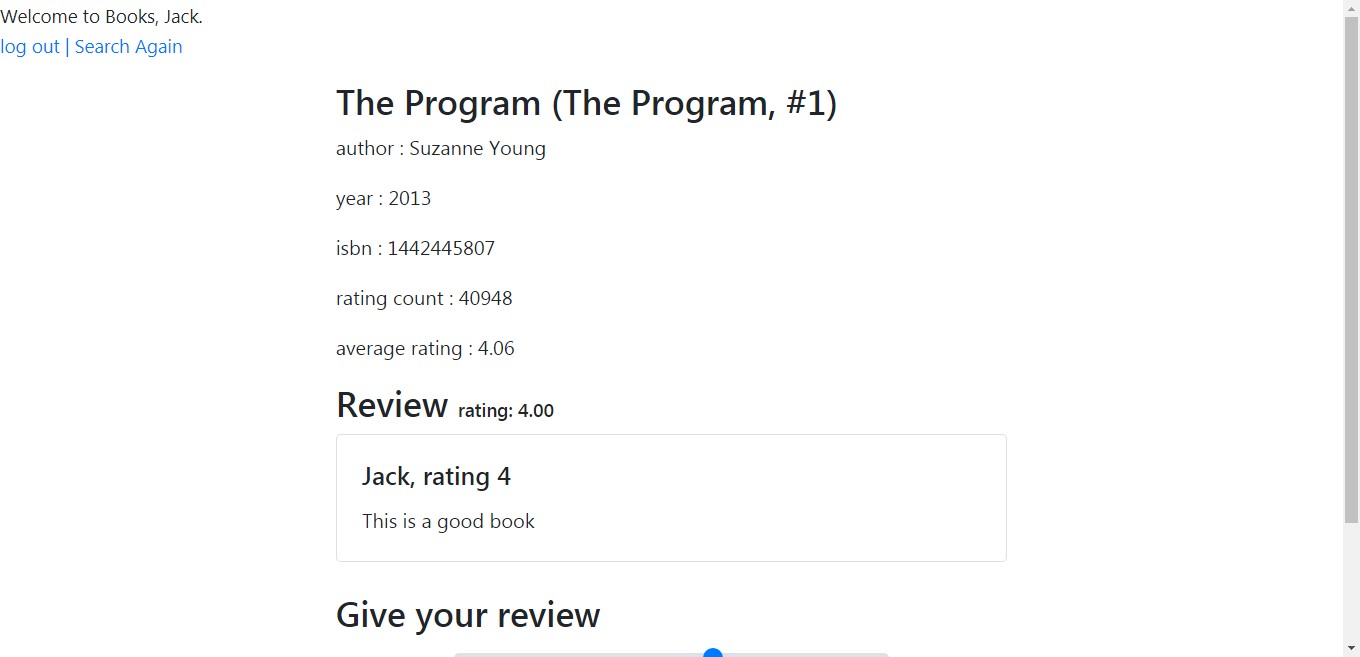 Welcome to Books, Jack.
log out | Search Again
The Program (The Program, #1)
author : Suzanne Young
year : 2013
isbn : 1442445807
rating count : 40948
average rating : 4.06
Review rating: 4.00
Jack, rating 4
This is a good book
Give your review